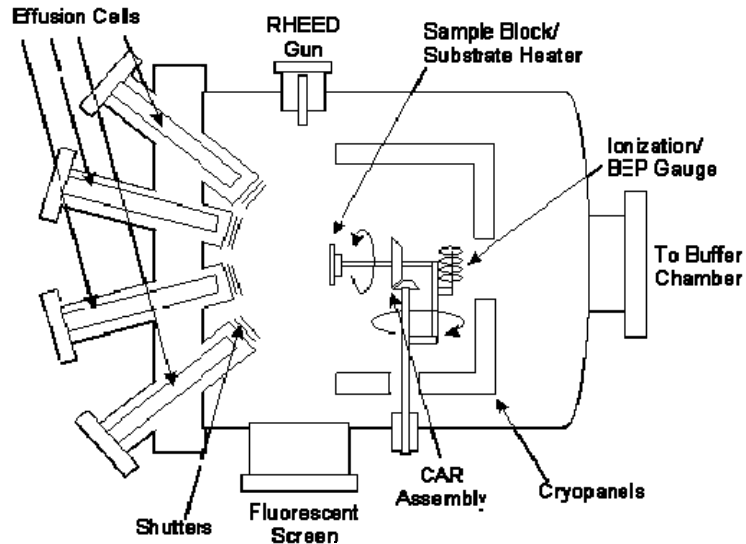 Effusion Cells
RHEED
Gun
Sample Block/
Substrate Heater
Ionization/
BEP Gauge
To Buffer
Chamber
Shutters
Fluorescent
Screen
CAR
Assembly
Cryopanels